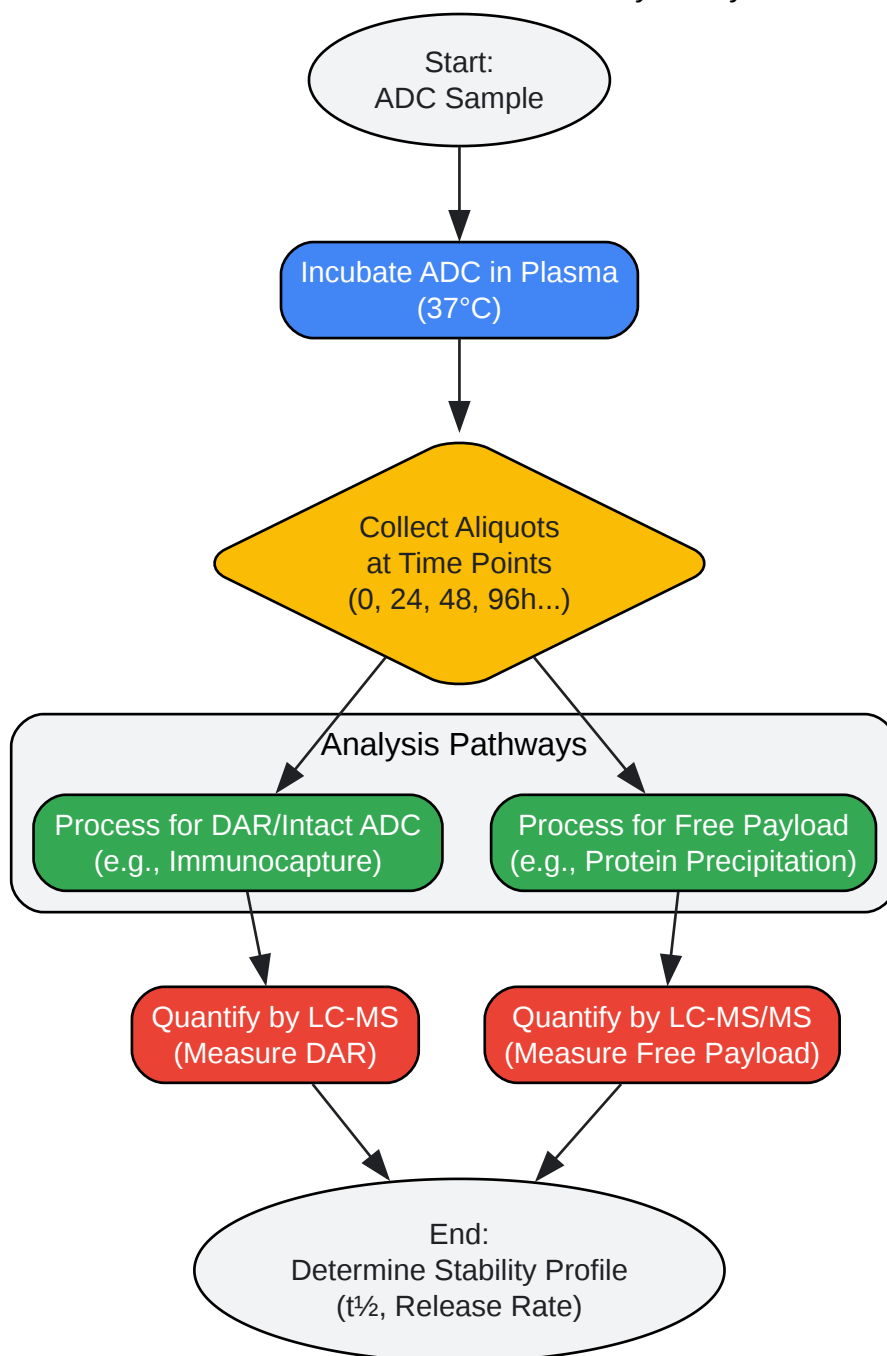 Start:
ADC Sample
Incubate ADC in Plasma
(37°C)
Collect Aliquots
at Time Points
(0, 24, 48, 96h...)
Analysis Pathways
Process for DAR/Intact ADC
(e.g., Immunocapture)
Process for Free Payload
(e.g., Protein Precipitation)
Quantify by LC-MS
(Measure DAR)
Quantify by LC-MS/MS
(Measure Free Payload)
End:
Determine Stability Profile
(t½, Release Rate)